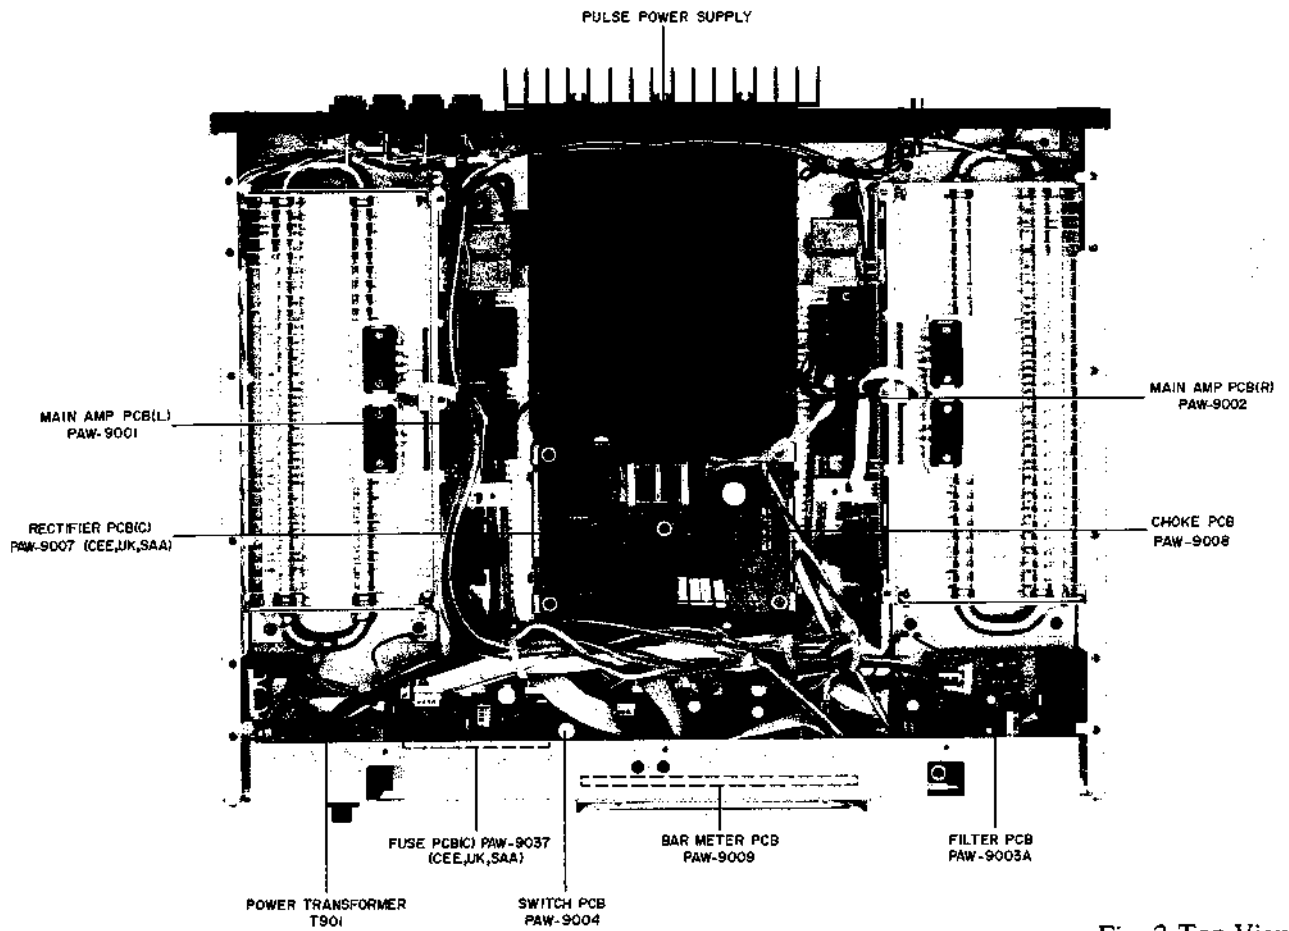 PULSE POWER SUPPLY
MAIN AMP PCB(L)
PAW-9001
MAIN AMP PCB(R)
PAW-9002
RECTIFIER PCB(C)
PAW-9007 (CEE,UK,SAA)
CHOKE PCB
PAW-9008
FUSE PCB(C) PAW-9037
(CEE,UK,SAA)
BAR METER PCB
PAW-9009
FILTER PCB
PAW-9003A
POWER TRANSFORMER
T901
SWITCH PCB
PAW-9004
Top View